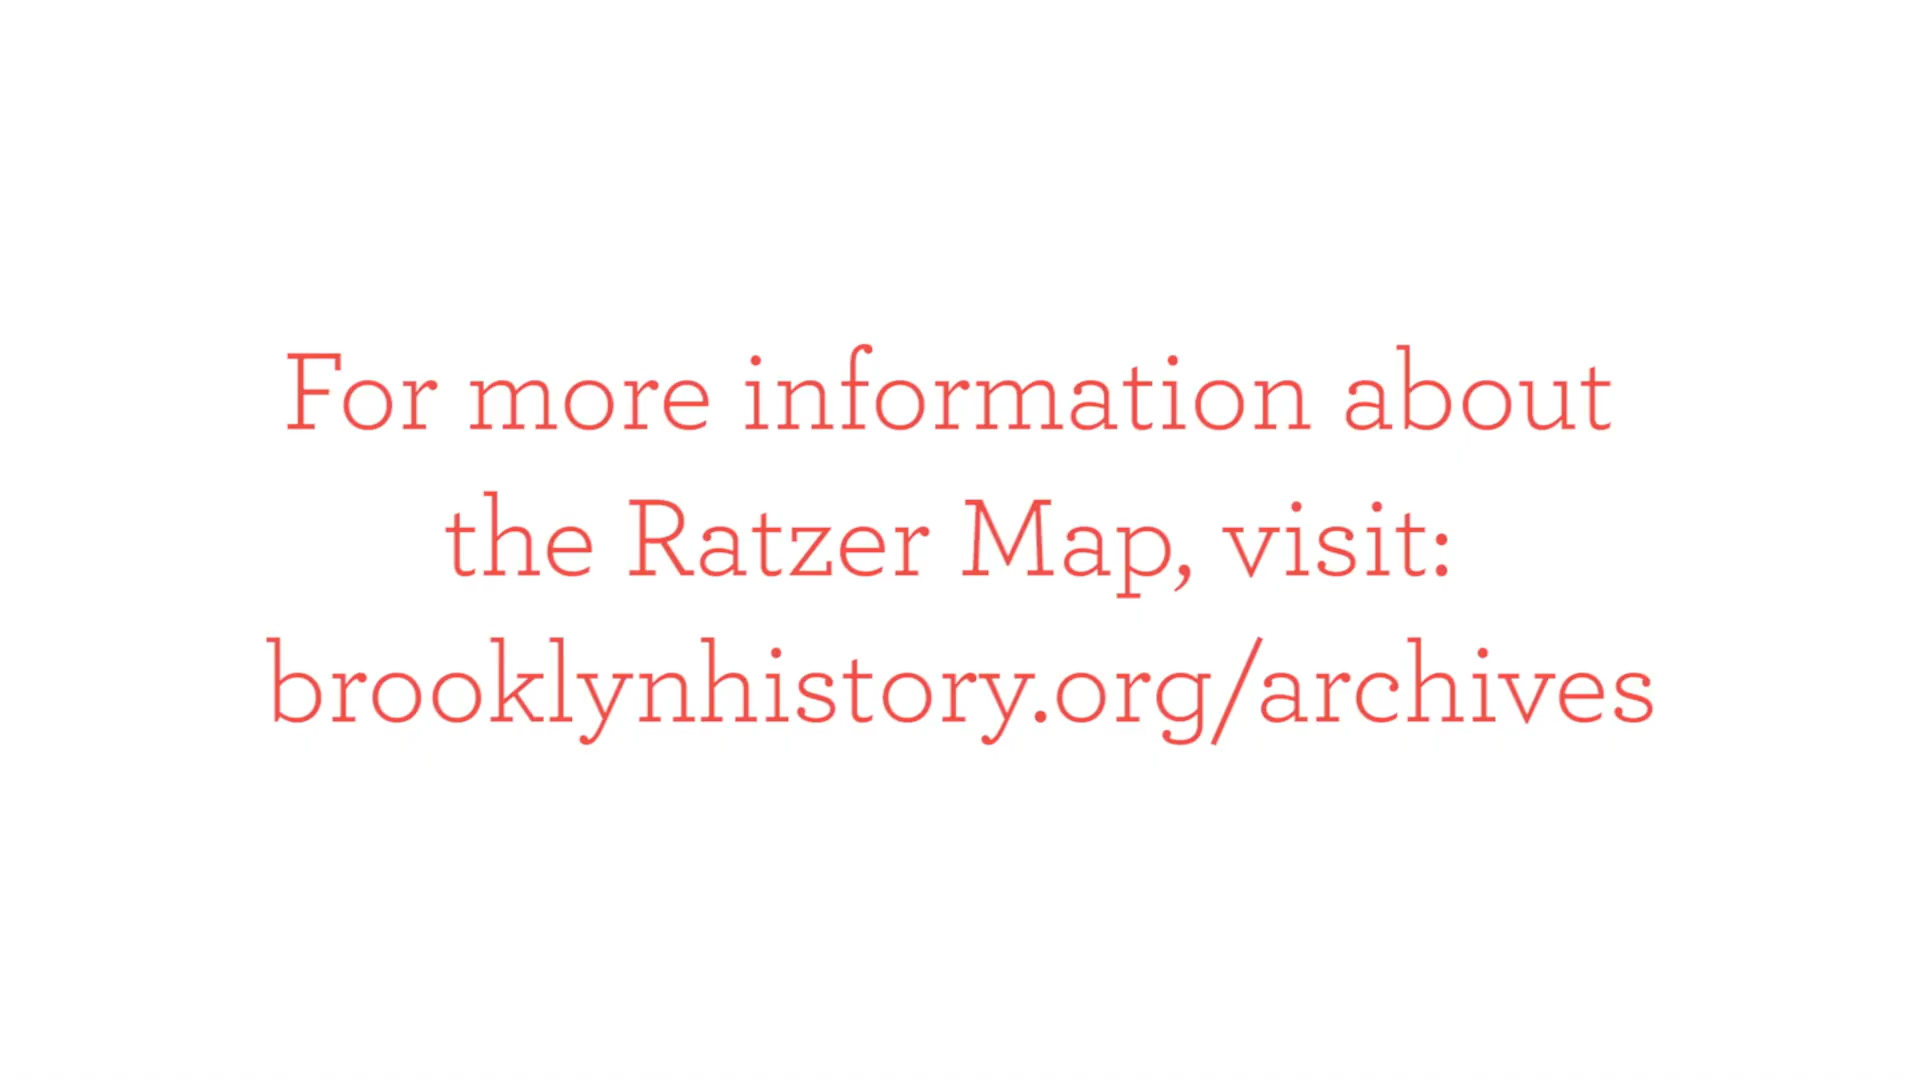 For more information about
the Ratzer Map, visit:
brooklynhistory.org/archives